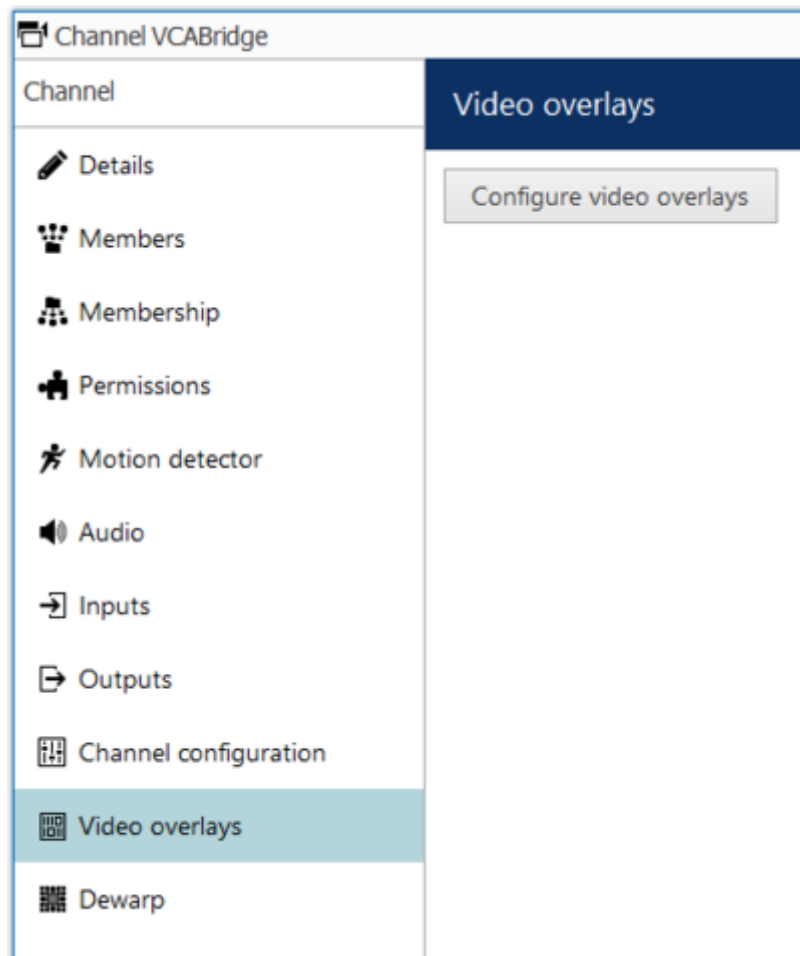 Channel VCABridge
Channel
Details
Members
Membership
Permissions
Motion detector
Audio
Inputs
Outputs
Channel configuration
Video overlays
Dewarp
Video overlays
Configure video overlays